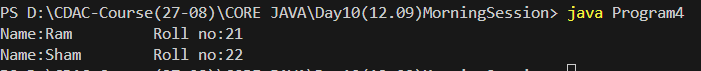 PS D:\CDAC-Course(27-08)\CORE JAVA\Day10(12.09)MorningSession> java Program4
Name:Ram Roll no:21
Name:Sham Roll no:22